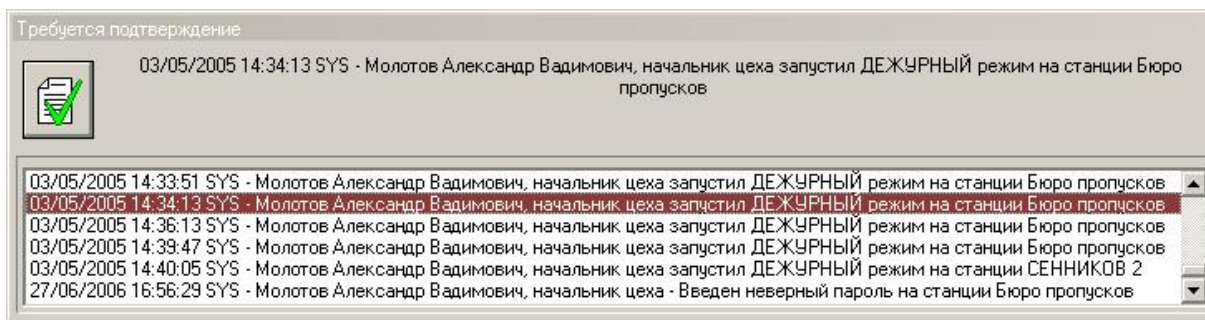 Требуется подтверждение
03/05/2005 14:34:13 SYS - Молотов Александр Вадимович, начальник цеха запустил ДЕЖУРНЫЙ режим на станции Бюро
пропусков
03/05/2005 14:33:51 SYS - Молотов Александр Вадимович, начальник цеха запустил ДЕЖУРНЫЙ режим на станции Бюро пропусков
03/05/2005 14:34:13 SYS - Молотов Александр Вадимович, начальник цеха запустил ДЕЖУРНЫЙ режим на станции Бюро пропусков
03/05/2005 14:36:13 SYS - Молотов Александр Вадимович, начальник цеха запустил ДЕЖУРНЫЙ режим на станции Бюро пропусков
03/05/2005 14:39:47 SYS - Молотов Александр Вадимович, начальник цеха запустил ДЕЖУРНЫЙ режим на станции Бюро пропусков
03/05/2005 14:40:05 SYS - Молотов Александр Вадимович, начальник цеха запустил ДЕЖУРНЫЙ режим на станции СЕННИКОВ 2
27/06/2006 16:56:29 SYS - Молотов Александр Вадимович, начальник цеха - Введен неверный пароль на станции Бюро пропусков